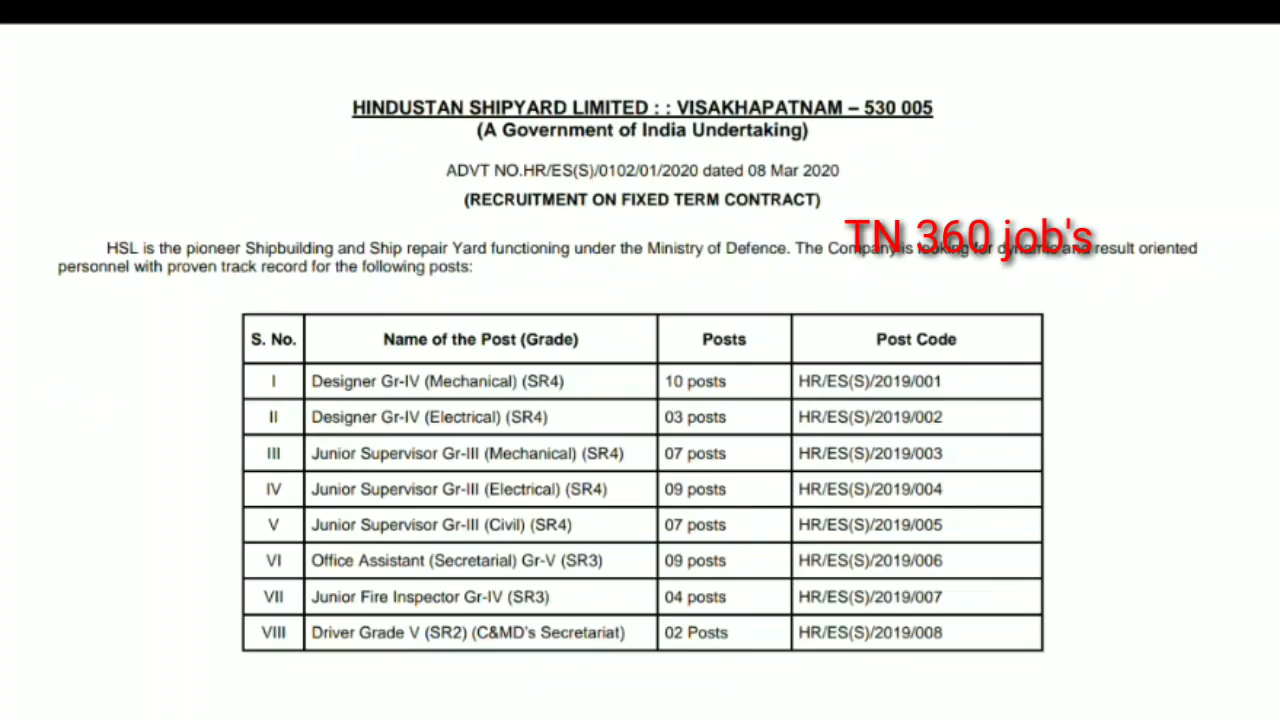 HINDUSTAN SHIPYARD LIMITED : : VISAKHAPATNAM – 530 005
(A Government of India Undertaking)
ADVT NO.HR/ES(S)/0102/01/2020 dated 08 Mar 2020
(RECRUITMENT ON FIXED TERM CONTRACT)
TN 360 job's
HSL is the pioneer Shipbuilding and Ship repair Yard functioning under the Ministry of Defence. The Company is looking for dynamic and result oriented
personnel with proven track record for the following posts:
S. No. Name of the Post (Grade) Posts Post Code
I Designer Gr-IV (Mechanical) (SR4) 10 posts HR/ES(S)/2019/001
II Designer Gr-IV (Electrical) (SR4) 03 posts HR/ES(S)/2019/002
III Junior Supervisor Gr-III (Mechanical) (SR4) 07 posts HR/ES(S)/2019/003
IV Junior Supervisor Gr-III (Electrical) (SR4) 09 posts HR/ES(S)/2019/004
V Junior Supervisor Gr-III (Civil) (SR4) 07 posts HR/ES(S)/2019/005
VI Office Assistant (Secretarial) Gr-V (SR3) 09 posts HR/ES(S)/2019/006
VII Junior Fire Inspector Gr-IV (SR3) 04 posts HR/ES(S)/2019/007
VIII Driver Grade V (SR2) (C&MD's Secretariat) 02 Posts HR/ES(S)/2019/008